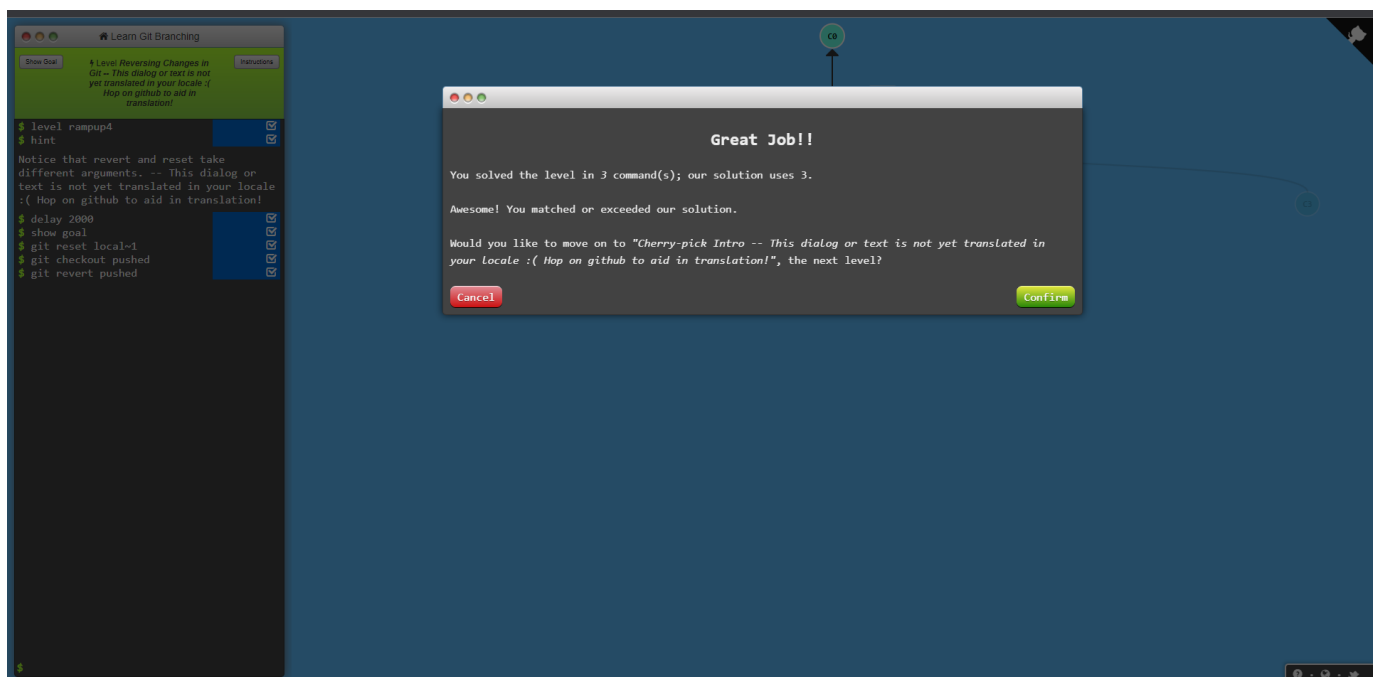 Learn Git Branching
Show Goal
Level Reversing Changes in
Git -- This dialog or text is not
yet translated in your locale :(
Hop on github to aid in
translation!
Instructions
$ level rampup4
$ hint
Notice that revert and reset take
different arguments. -- This dialog or
text is not yet translated in your locale
:( Hop on github to aid in translation!
$ delay 2000
$ show goal
$ git reset local~1
$ git checkout pushed
$ git revert pushed
$
C0
Great Job!!
You solved the level in 3 command(s); our solution uses 3.
Awesome! You matched or exceeded our solution.
Would you like to move on to "Cherry-pick Intro -- This dialog or text is not yet translated in
your locale :( Hop on github to aid in translation!", the next level?
Cancel
Confirm